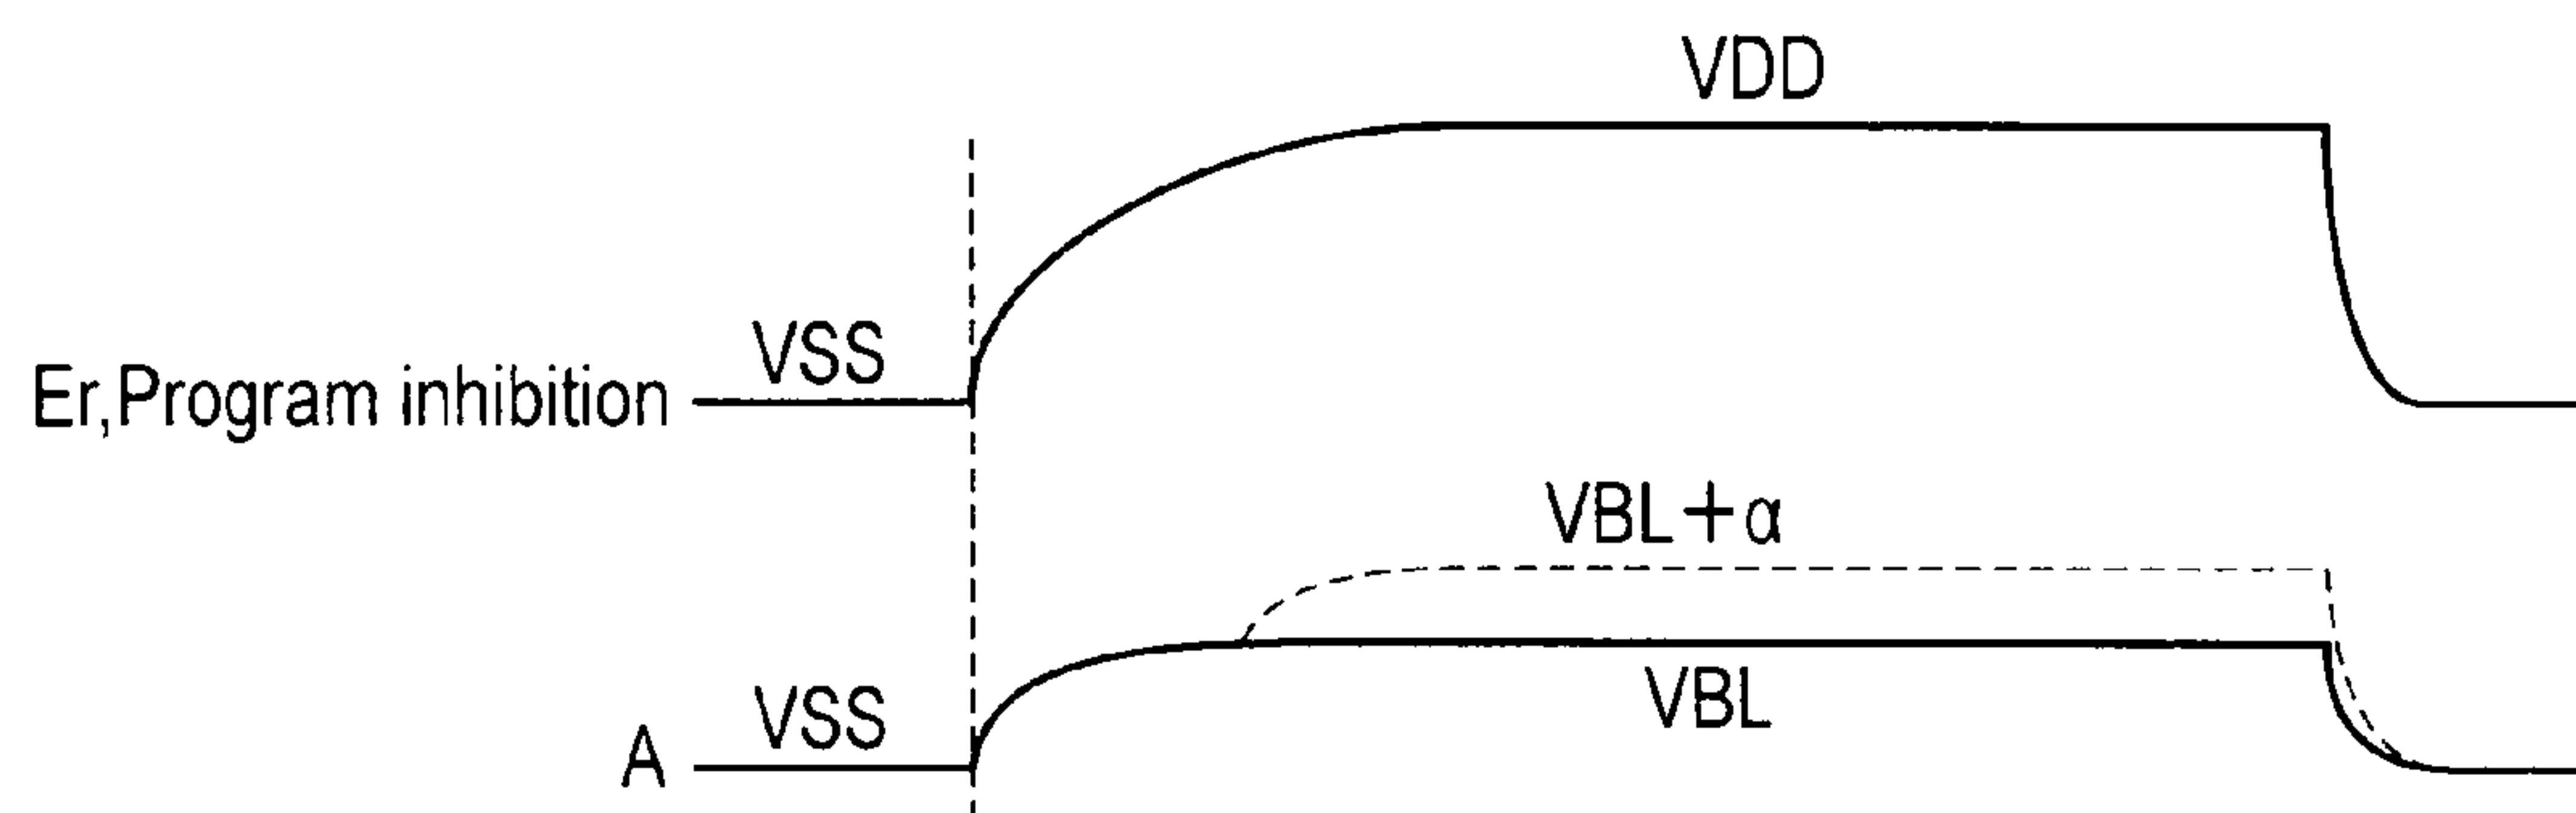 VDD
VSS
Er,Program inhibition
VBL+α
VSS
VBL
A